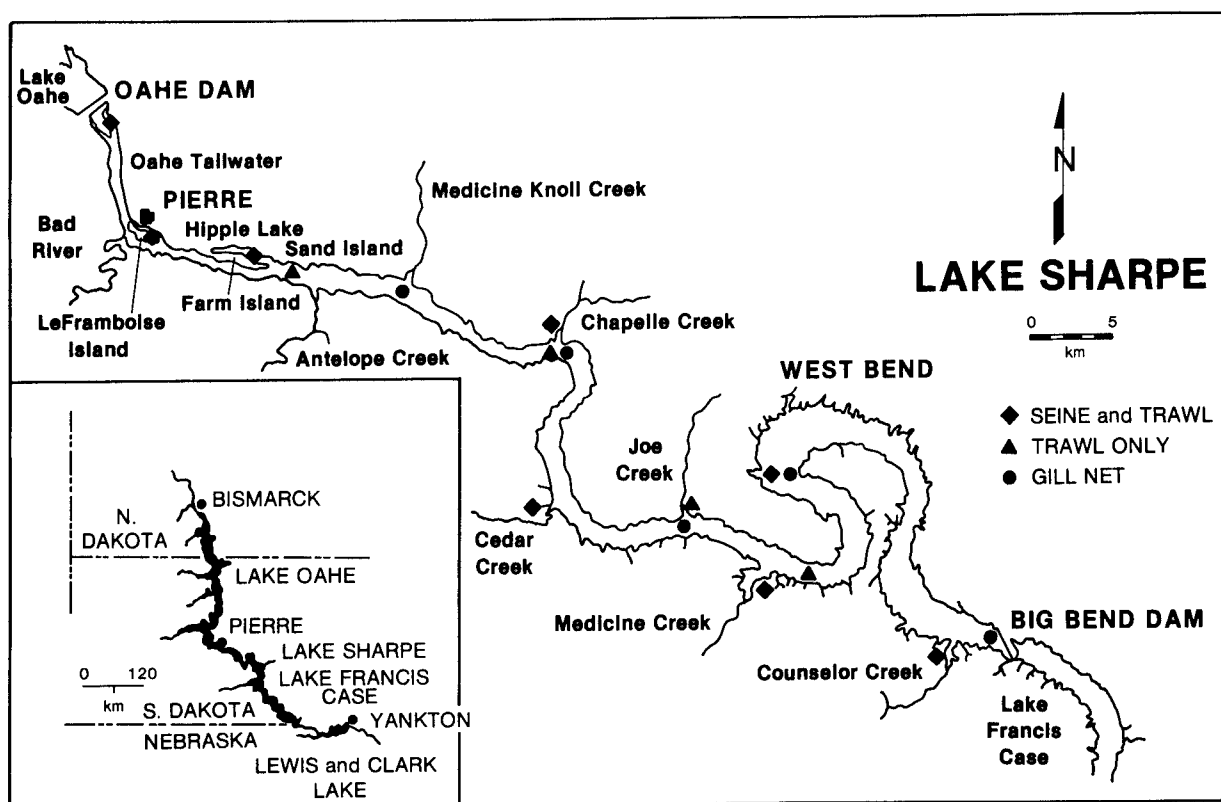 Lake
Oahe
OAHE DAM
Oahe Tailwater
PIERRE
Bad
River
Hipple Lake
Sand Island
Medicine Knoll Creek
Farm Island
LeFramboise
Island
Antelope Creek
Chapelle Creek
N
LAKE SHARPE
0 5
km
WEST BEND
SEINE and TRAWL
TRAWL ONLY
GILL NET
Joe
Creek
Cedar
Creek
Medicine Creek
Counselor Creek
BIG BEND DAM
Lake
Francis
Case
BISMARCK
N.
DAKOTA
LAKE OAHE
PIERRE
LAKE SHARPE
0 120
km
LAKE FRANCIS
CASE
S. DAKOTA
YANKTON
NEBRASKA
LEWIS and CLARK
LAKE